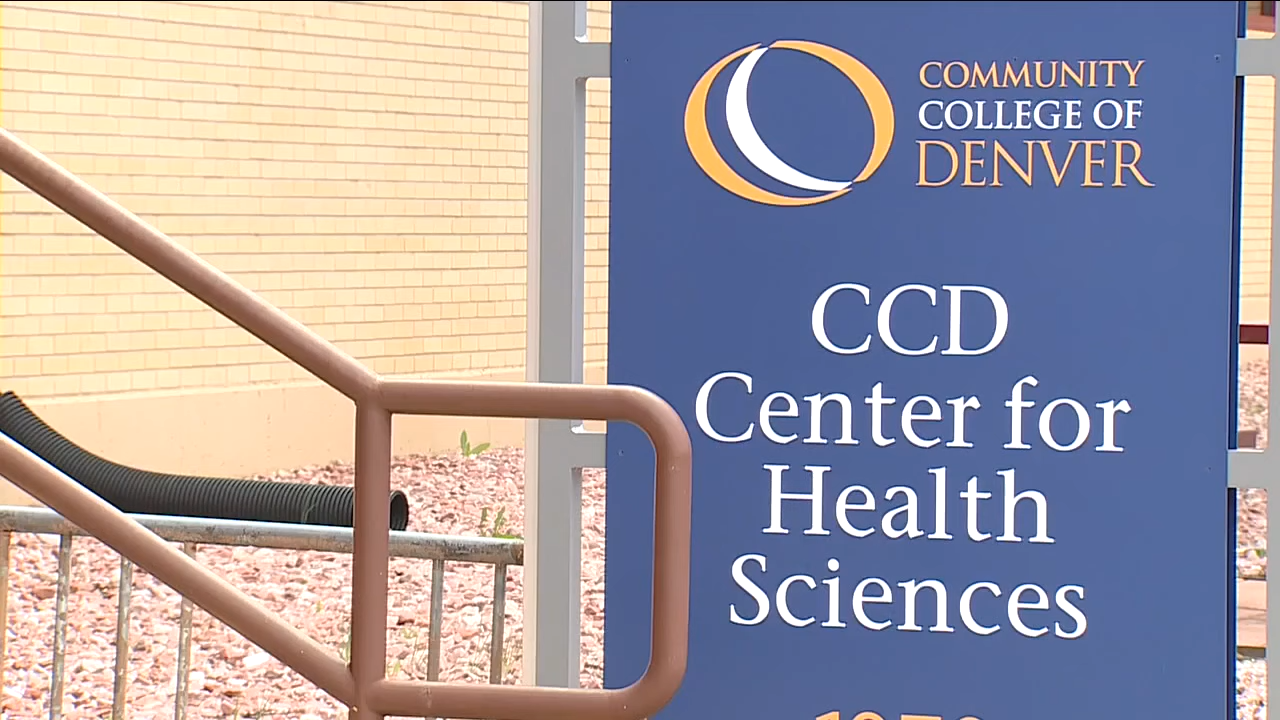 COMMUNITY
COLLEGE OF
DENVER
CCD
Center for
Health
Sciences